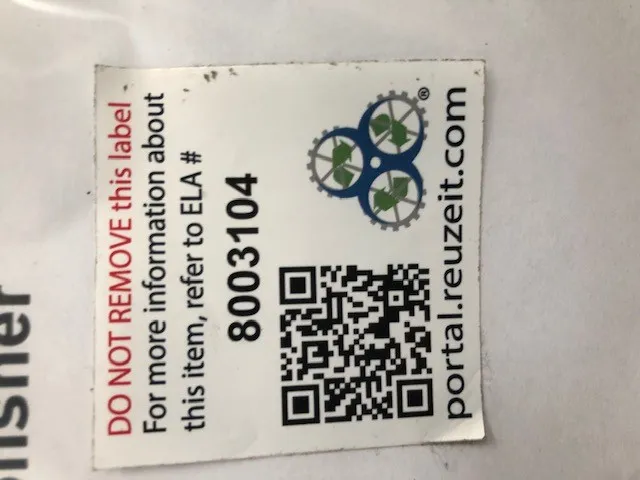 DO NOT REMOVE this label
For more information about
this item, refer to ELA #
8003104
®
portal.reuzeit.com